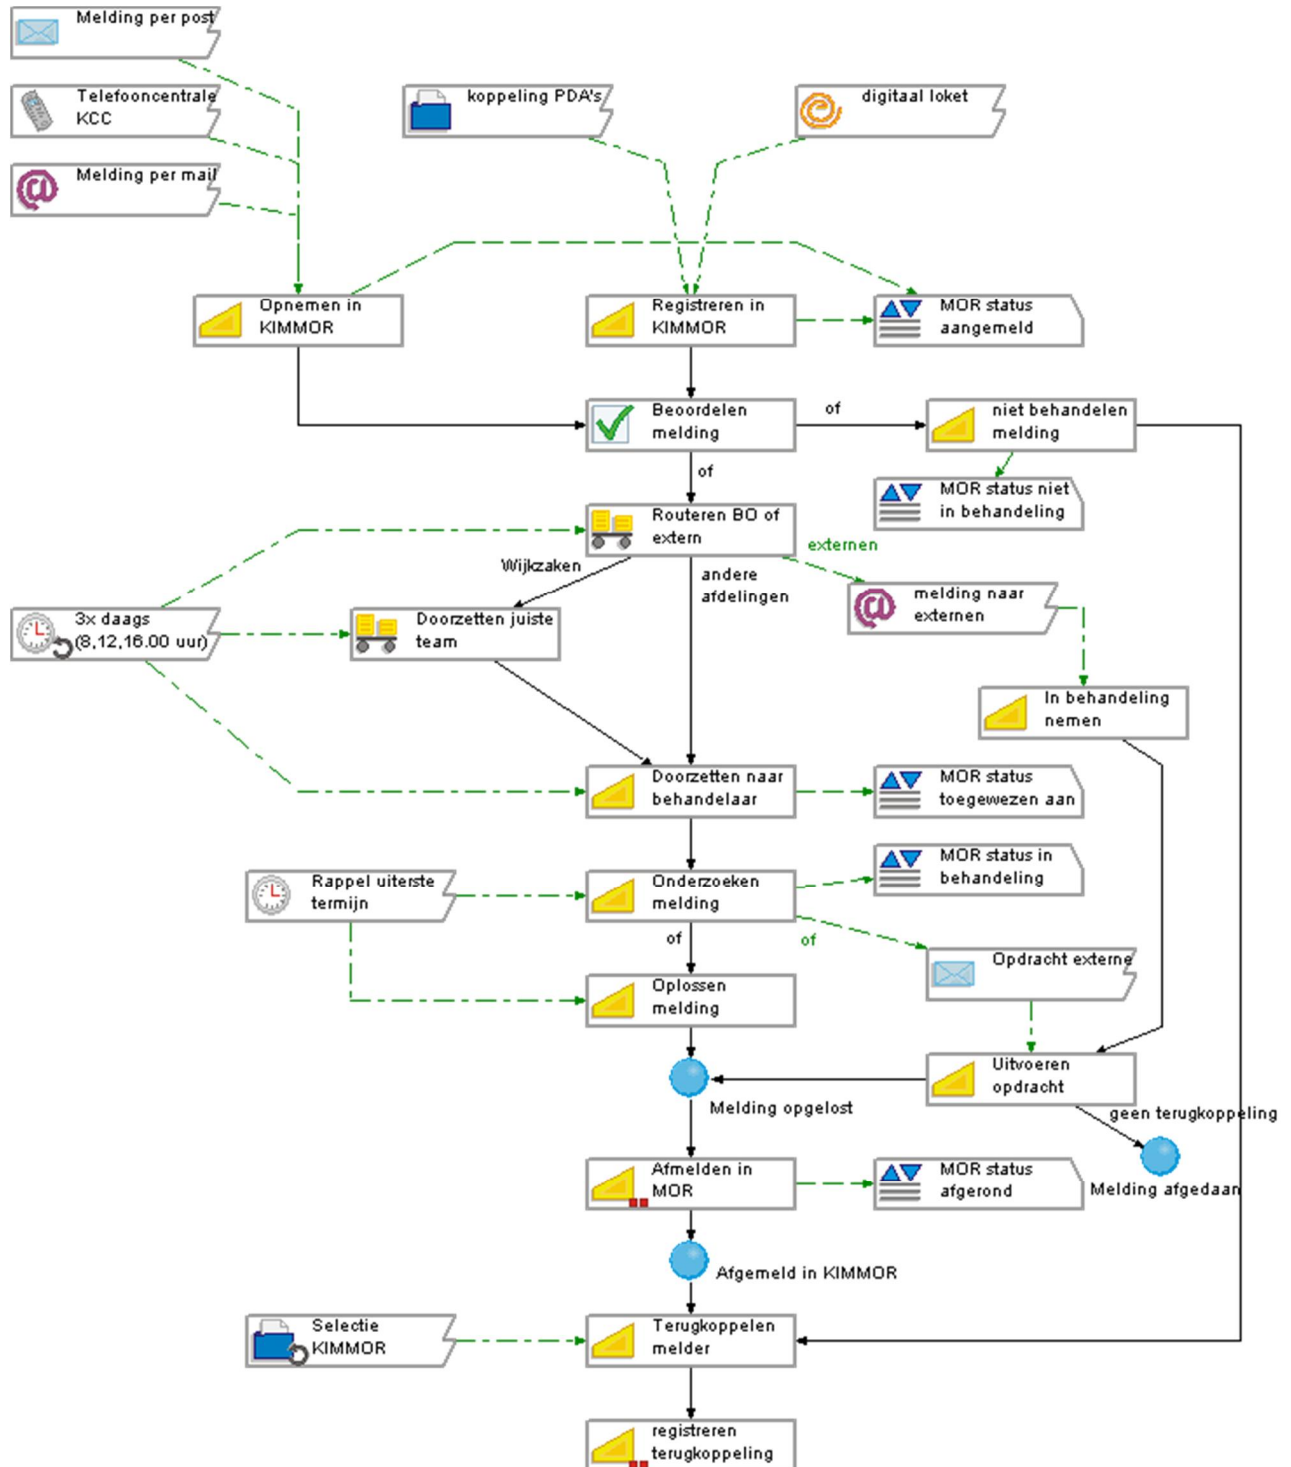 Melding per post
Telefooncentrale
KCC
koppeling PDA's
digitaal loket
Melding per mail
Opnemen in
KIMMOR
Registreren in
KIMMOR
MOR status
aangemeld
Beoordelen
melding
of
niet behandelen
melding
of
MOR status niet
in behandeling
Routeren BO of
extern
externen
Wijkzaken
andere
afdelingen
melding naar
externen
3x daags
(8,12,16.00 uur)
Doorzetten juiste
team
In behandeling
nemen
Doorzetten naar
behandelaar
MOR status
toegewezen aan
MOR status in
behandeling
Rappel uiterste
termijn
Onderzoeken
melding
of
of
Opdracht externe
Oplossen
melding
Uitvoeren
opdracht
Melding opgelost
geen terugkoppeling
Afmelden in
MOR
MOR status
afgerond
Melding afgedaan
Afgemeld in KIMMOR
Selectie
KIMMOR
Terugkoppelen
melder
registreren
terugkoppeling